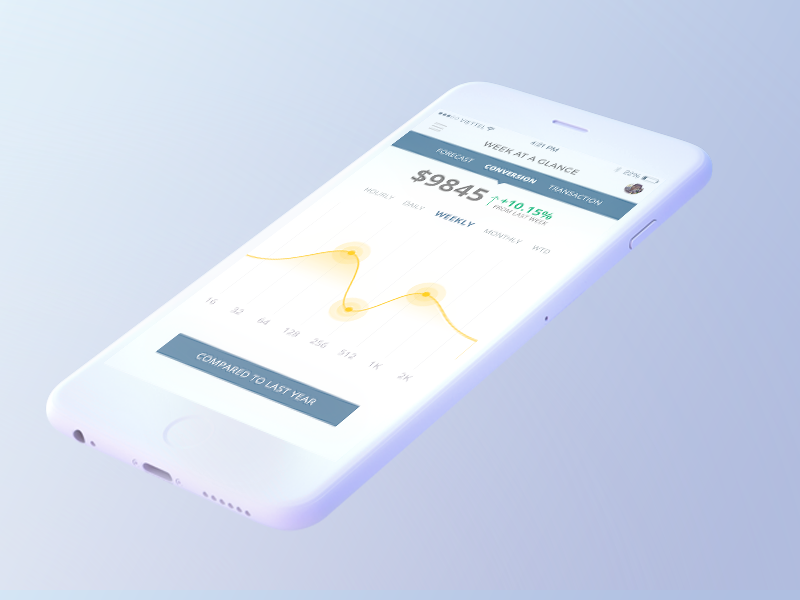 VIETTEL
4:21 PM
22%
WEEK AT A GLANCE
FORECAST CONVERSION TRANSACTION
$9845 +10.15%
FROM LAST WEEK
HOURLY DAILY WEEKLY MONTHLY WTD
16 32 64 128 256 512 1K 2K
COMPARED TO LAST YEAR